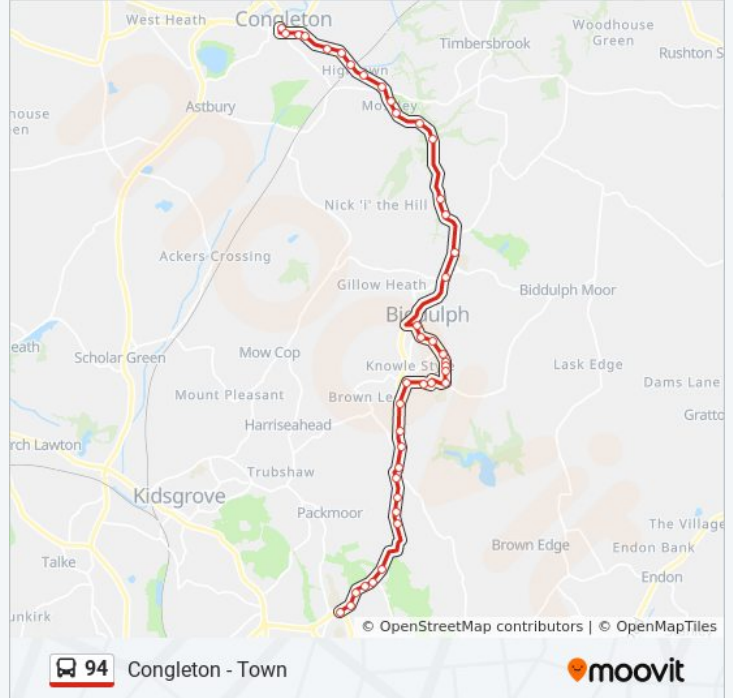 Congleton
West Heath
Woodhouse
Green
Timbersbrook
Rushton S
Hightown
Mossley
Astbury
house
en
Nick 'i' the Hill
Ackers Crossing
Gillow Heath
Biddulph Moor
Biddulph
eath
Scholar Green
Mow Cop
Knowle Style
Lask Edge
Dams Lane
Mount Pleasant
Brown Le
Gratto
Harriseahead
rch Lawton
Trubshaw
Kidsgrove
Packmoor
The Village
Brown Edge
Endon Bank
Talke
Endon
unkirk
© OpenStreetMap contributors | © OpenMapTiles
moovit
94 Congleton - Town
moovit